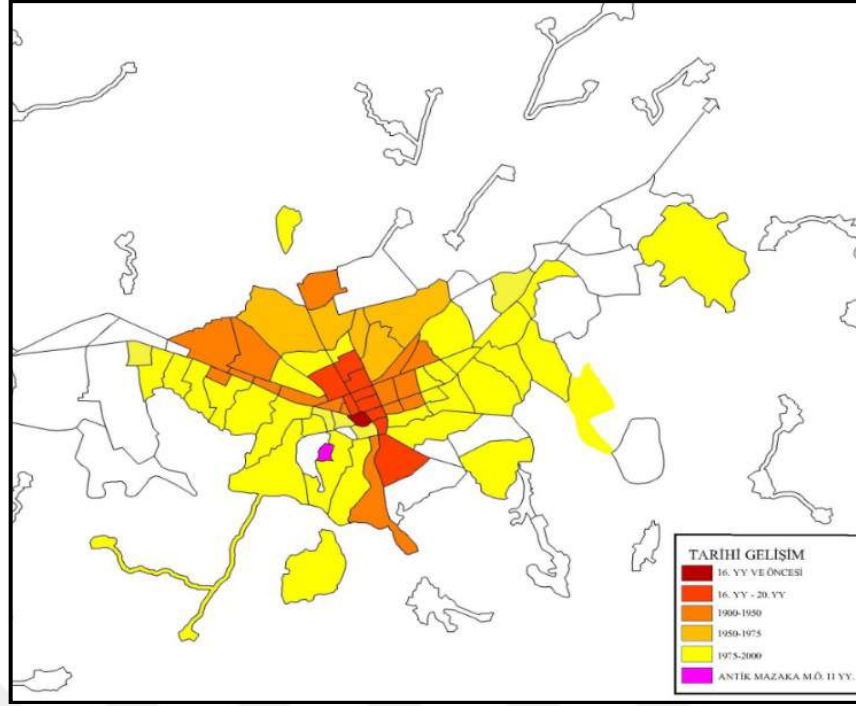 TARİHİ GELİŞİM
16. YY VE ÖNCESİ
16. YY - 20. YY
1900-1950
1950-1975
1975-2000
ANTİK MAZAKA M.Ö. II YY.